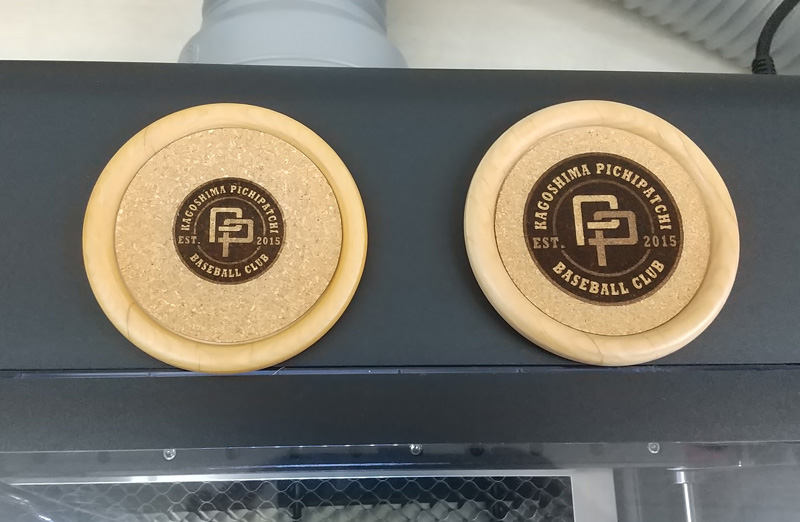 KAGOSHIMA PICHIPATCHI
EST. PP 2015
BASEBALL CLUB
KAGOSHIMA PICHIPATCHI
EST. PP 2015
BASEBALL CLUB